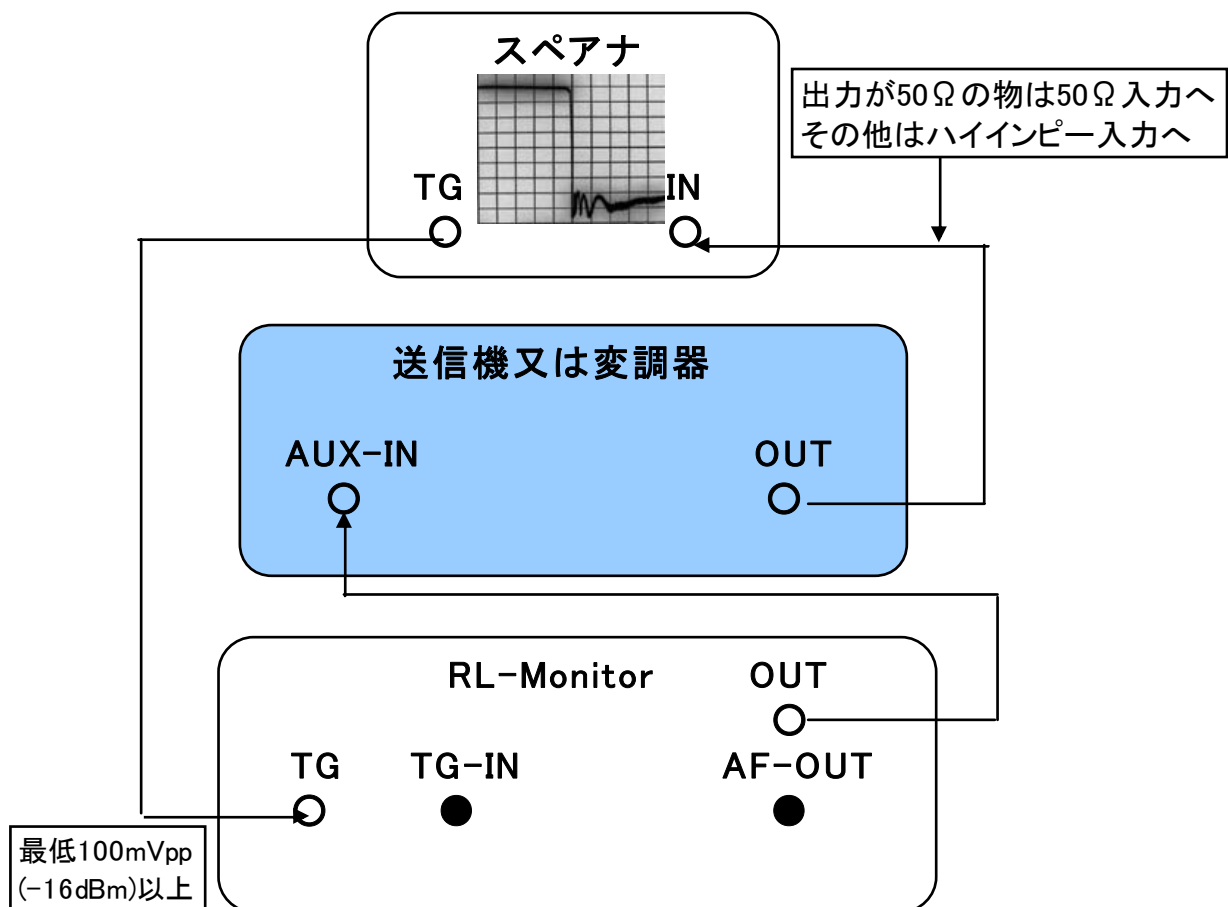 スペアナ
出力が50Ωの物は50Ω入力へ
その他はハイインピー入力へ
TG
IN
送信機又は変調器
AUX-IN
OUT
RL-Monitor
OUT
TG
TG-IN
AF-OUT
最低100mVpp
(-16dBm)以上